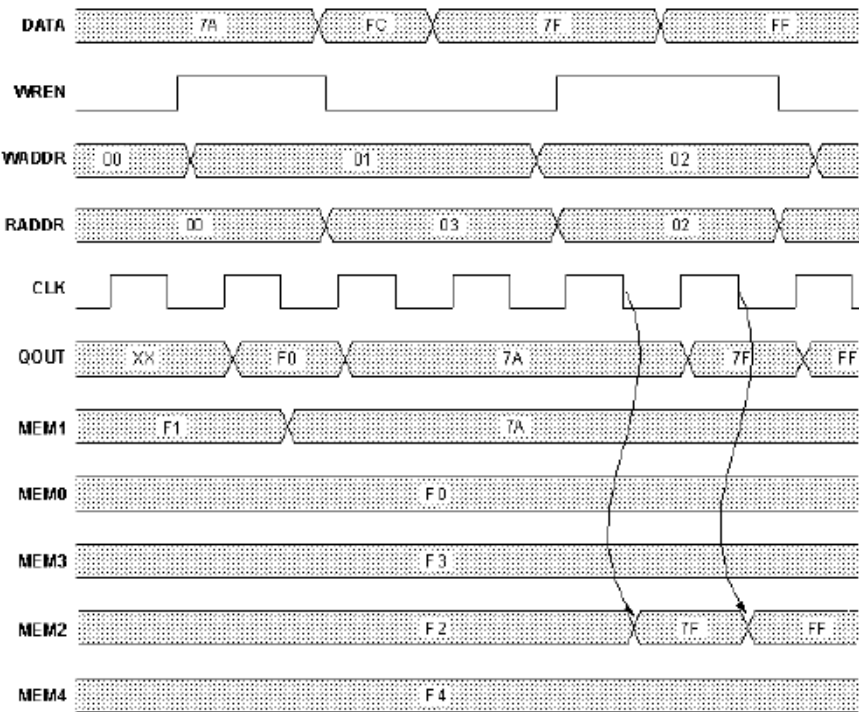 DATA 7A FC 7F FF
WREN
WADDR 00 01 02
RADDR 00 03 02
CLK
QOUT XX F0 7A 7F FF
MEM1 F1 7A
MEM0 F0
MEM3 F3
MEM2 F2 7F FF
MEM4 F4